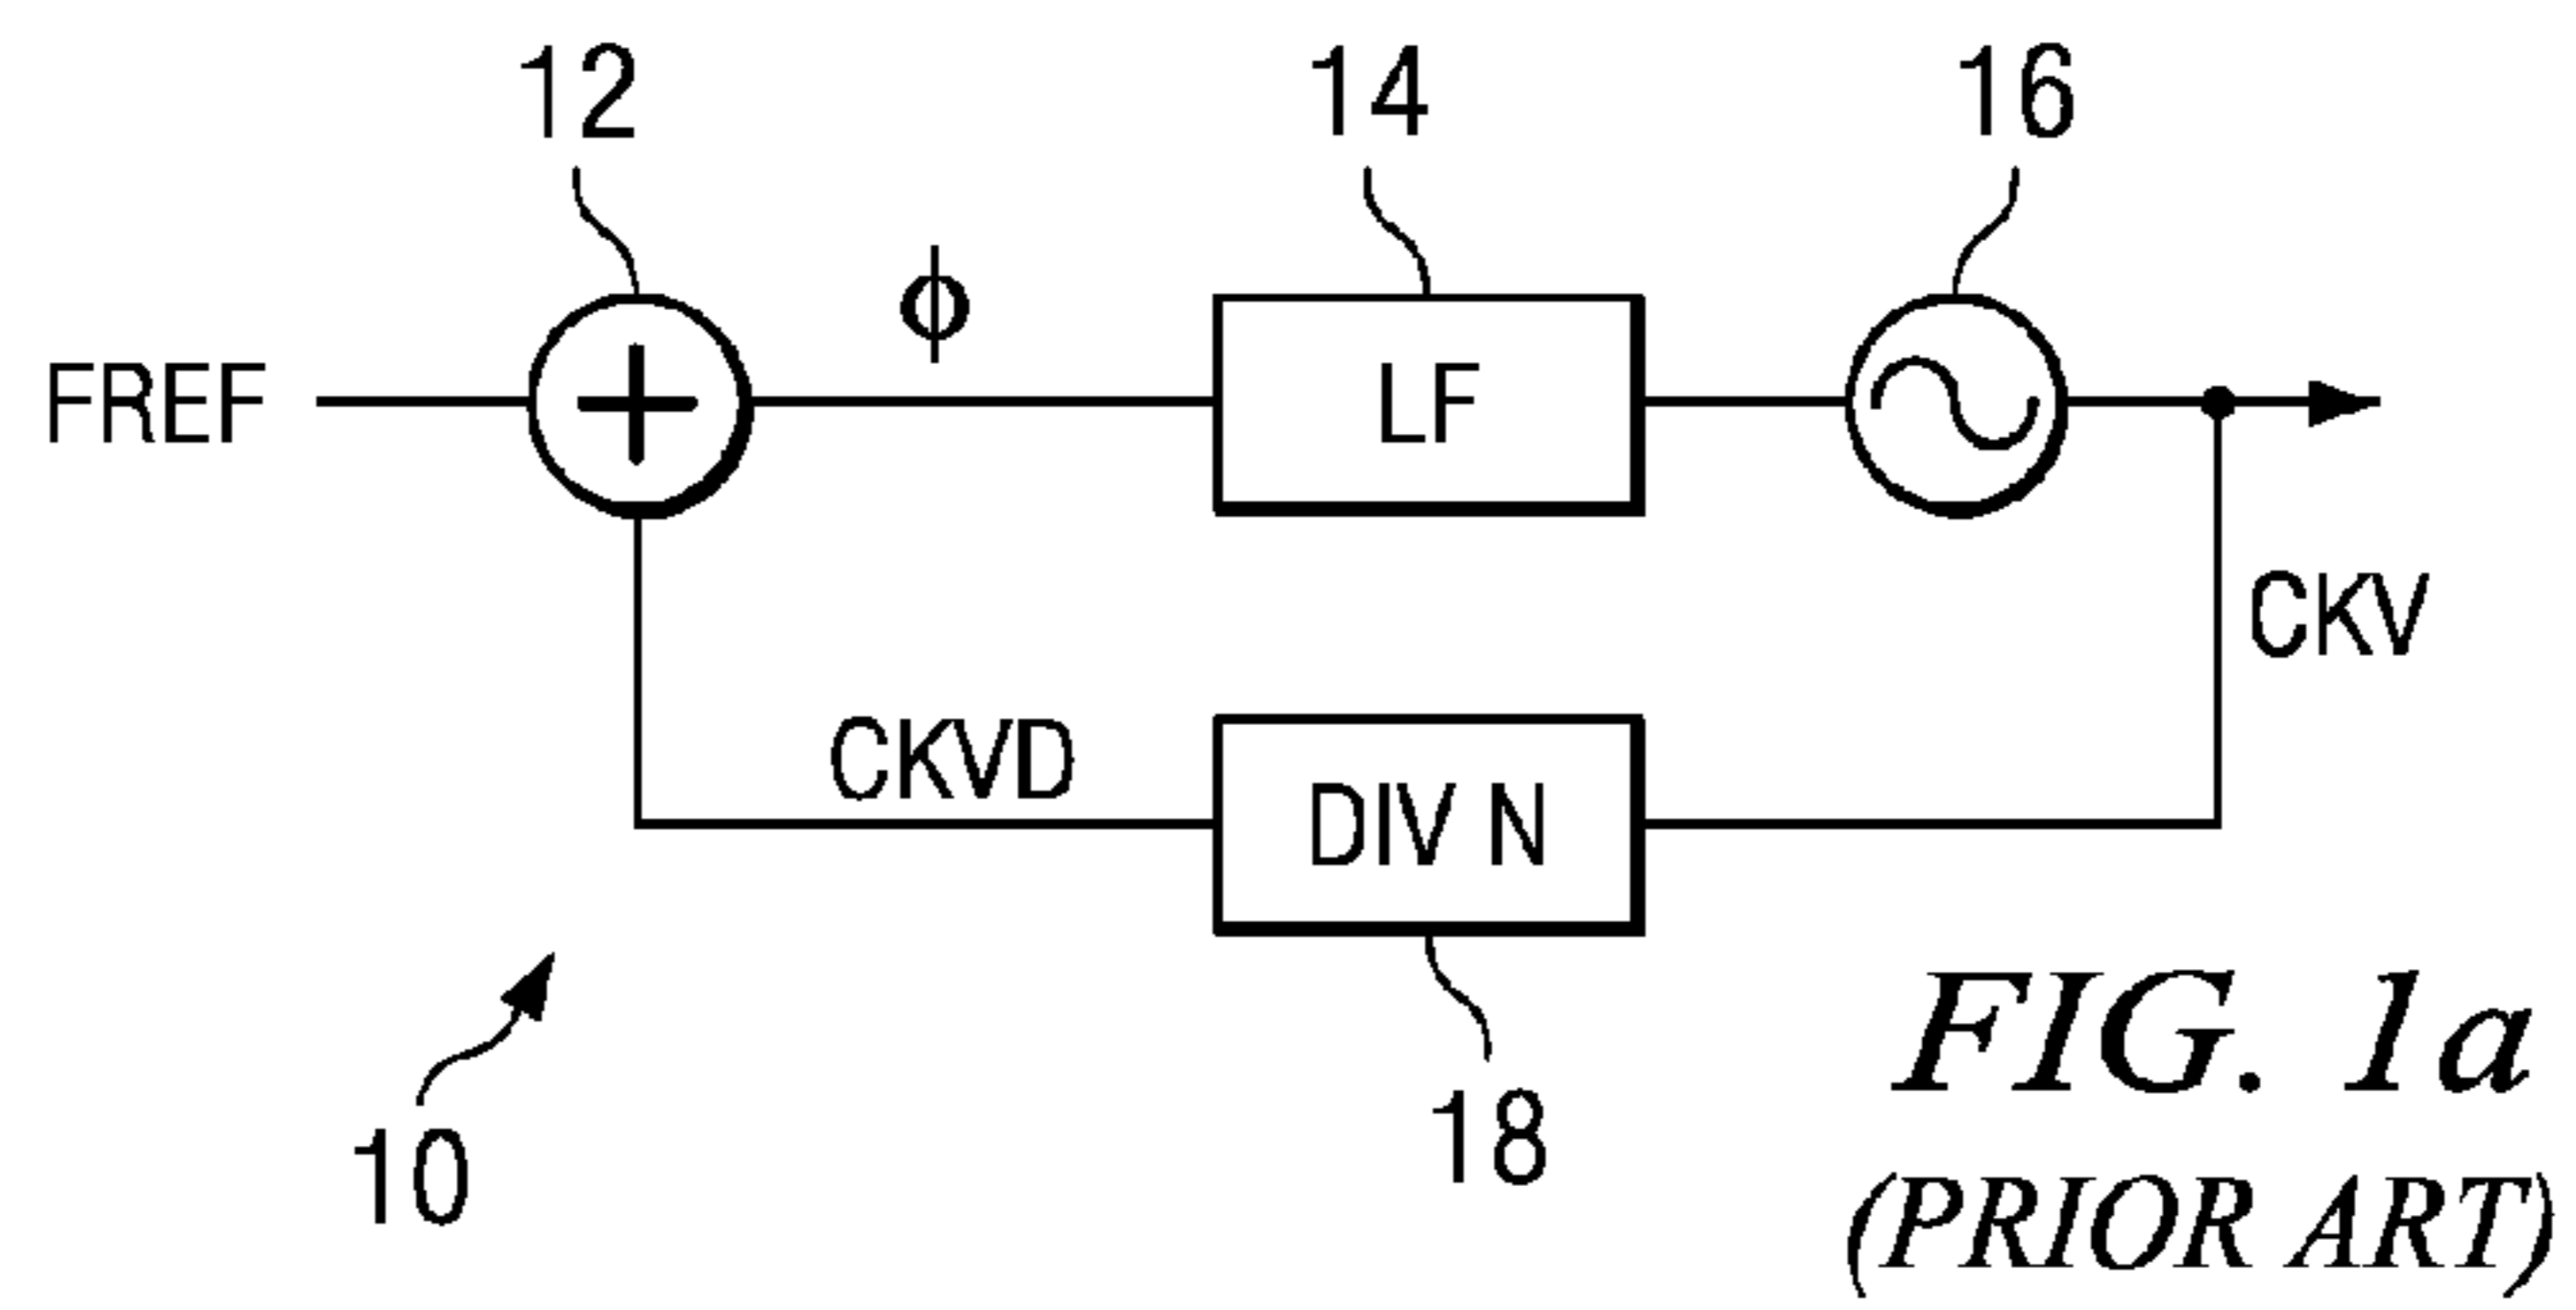 12
14
16
ϕ
FREF
+
LF
CKV
CKVD
DIV N
10
18
FIG. 1a
(PRIOR ART)